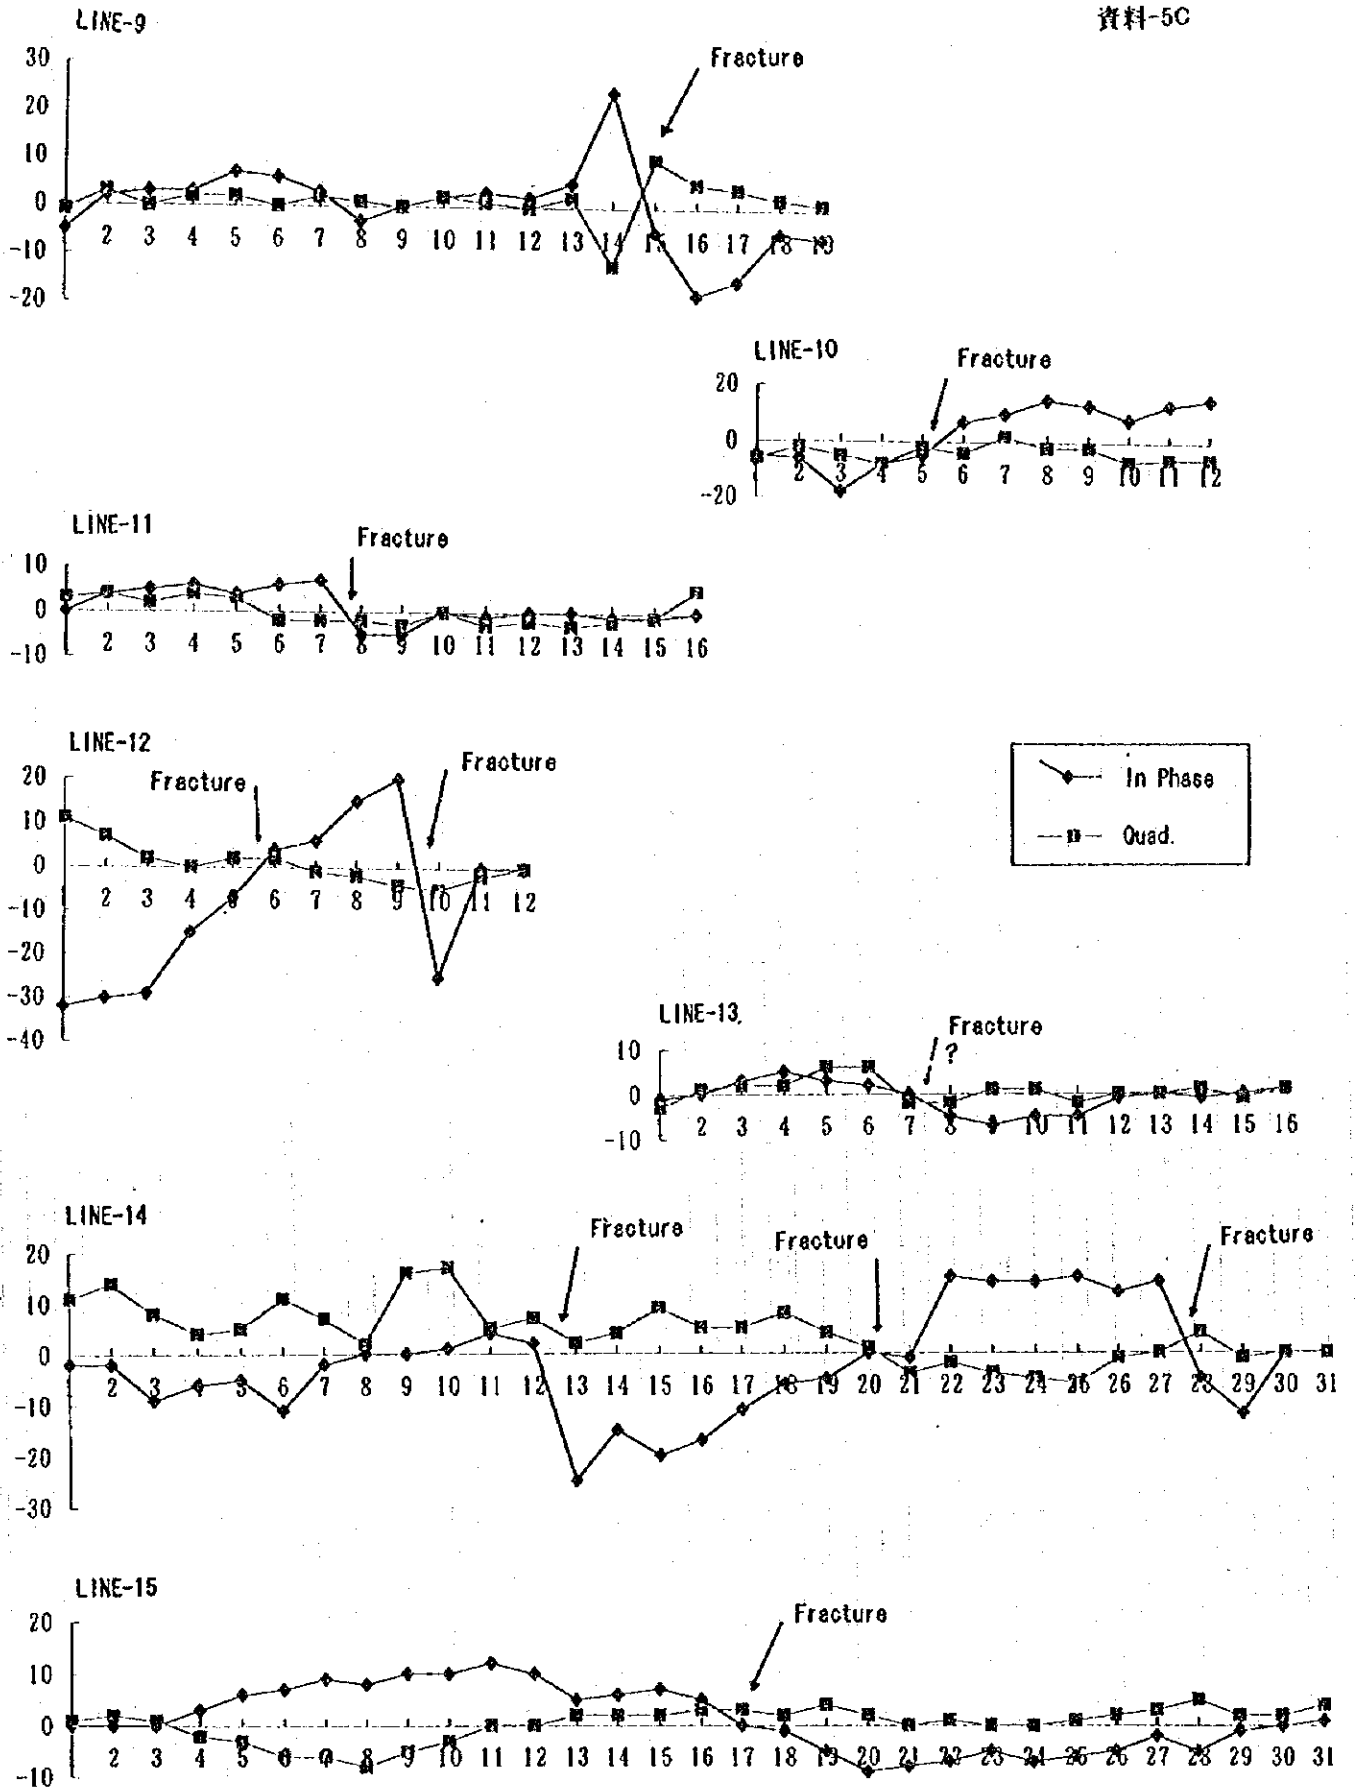 資料-5C
LINE-9
Fracture
30
20
10
0
-10
-20
2 3 4 5 6 7 8 9 10 11 12 13 14 15 16 17 18 19
LINE-10
Fracture
20
0
-20
1 2 3 4 5 6 7 8 9 10 11 12
LINE-11
Fracture
10
0
-10
2 3 4 5 6 7 8 9 10 11 12 13 14 15 16
LINE-12
Fracture
Fracture
20
10
0
-10
-20
-30
-40
2 3 4 5 6 7 8 9 10 11 12
In Phase
Quad.
LINE-13
Fracture
?
10
0
-10
2 3 4 5 6 7 8 9 10 11 12 13 14 15 16
LINE-14
Fracture
Fracture
Fracture
20
10
0
-10
-20
-30
2 3 4 5 6 7 8 9 10 11 12 13 14 15 16 17 18 19 20 21 22 23 24 25 26 27 28 29 30 31
LINE-15
Fracture
20
10
0
-10
2 3 4 5 6 7 8 9 10 11 12 13 14 15 16 17 18 19 20 21 22 23 24 25 26 27 28 29 30 31